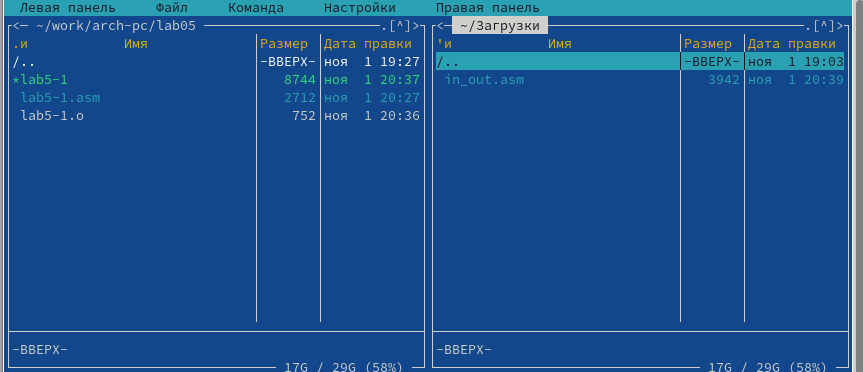 Левая панель Файл Команда Настройки Правая панель
<─ ~/work/arch-pc/lab05 ─.[^]> <─ ~/Загрузки ─.[^]>
.и Имя Размер Дата правки 'и Имя Размер Дата правки
/.. -ВВЕРХ- ноя 1 19:27 /.. -ВВЕРХ- ноя 1 19:03
*lab5-1 8744 ноя 1 20:37 in_out.asm 3942 ноя 1 20:39
lab5-1.asm 2712 ноя 1 20:27
lab5-1.o 752 ноя 1 20:36
-ВВЕРХ- -ВВЕРХ-
17G / 29G (58%) 17G / 29G (58%)